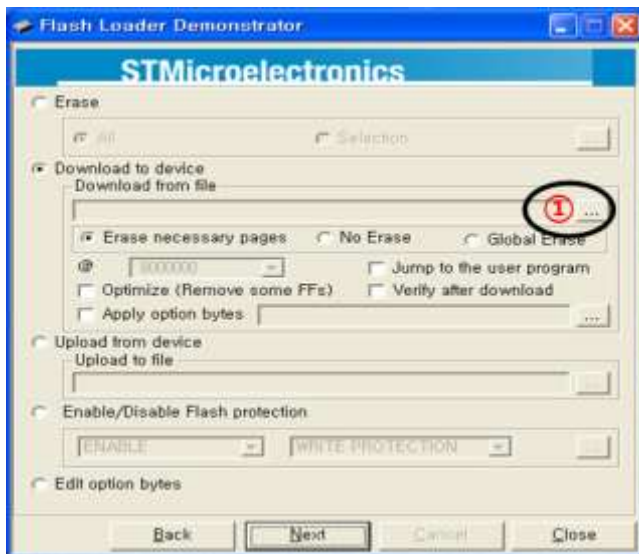 Flash Loader Demonstrator
STMicroelectronics
Erase
All Selection ...
Download to device
Download from file
① ...
Erase necessary pages No Erase Global Erase
@ 8000000 Jump to the user program
Optimize (Remove some FFs) Verify after download
Apply option bytes ...
Upload from device
Upload to file
...
Enable/Disable Flash protection
ENABLE WRITE PROTECTION ...
Edit option bytes
Back Next Cancel Close